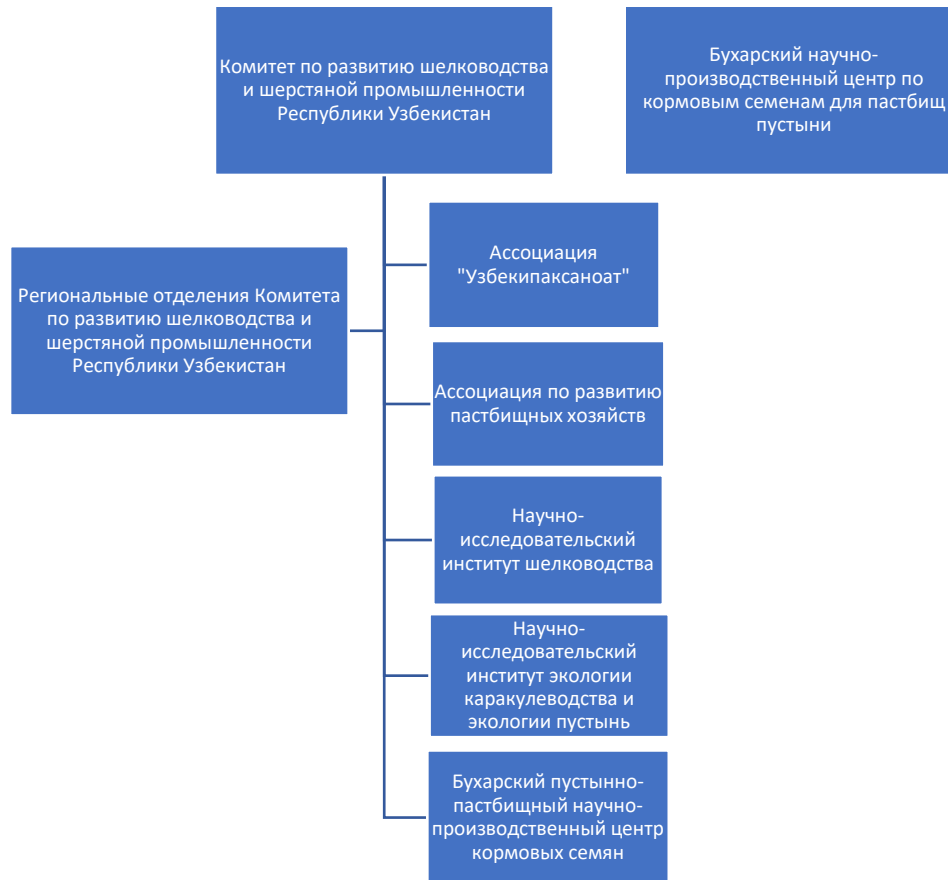 Комитет по развитию шелководства
и шерстяной промышленности
Республики Узбекистан
Бухарский научно-
производственный центр по
кормовым семенам для пастбищ
пустыни
Ассоциация
"Узбекипаксаноат"
Региональные отделения Комитета
по развитию шелководства и
шерстяной промышленности
Республики Узбекистан
Ассоциация по развитию
пастбищных хозяйств
Научно-
исследовательский
институт шелководства
Научно-
исследовательский
институт экологии
каракулеводства и
экологии пустынь
Бухарский пустынно-
пастбищный научно-
производственный центр
кормовых семян